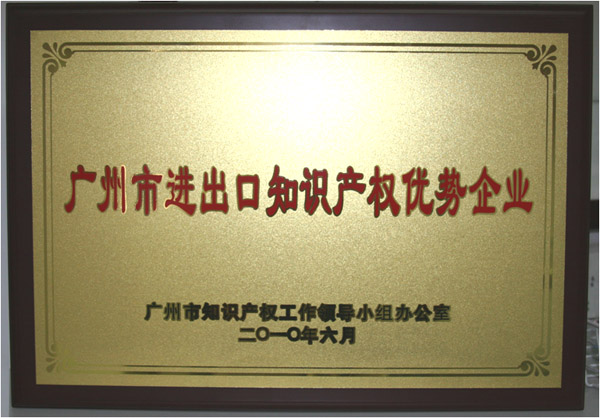 广州市进出口知识产权优势企业
广州市知识产权工作领导小组办公室
二〇一〇年六月